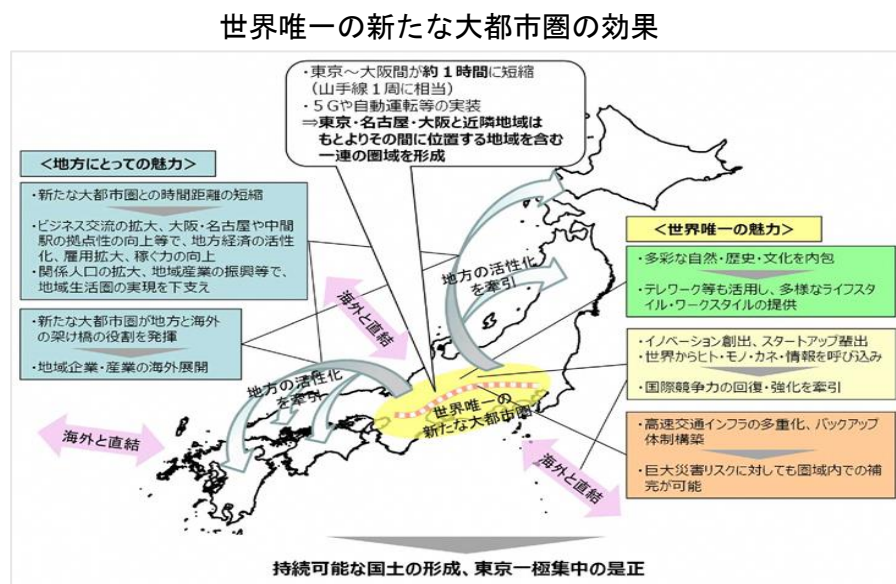 世界唯一の新たな大都市圏の効果
・東京～大阪間が約１時間に短縮
（山手線１周に相当）
・５Gや自動運転等の実装
⇒東京・名古屋・大阪と近隣地域は
もとよりその間に位置する地域を含む
一連の圏域を形成
＜地方にとっての魅力＞
・新たな大都市圏との時間距離の短縮
・ビジネス交流の拡大、大阪・名古屋や中間
駅の拠点性の向上等で、地方経済の活性
化、雇用拡大、稼ぐ力の向上
・関係人口の拡大、地域産業の振興等で、
地域生活圏の実現を下支え
・新たな大都市圏が地方と海外
の架け橋の役割を発揮
・地域企業・産業の海外展開
＜世界唯一の魅力＞
・多彩な自然・歴史・文化を内包
・テレワーク等も活用し、多様なライフスタ
イル・ワークスタイルの提供
・イノベーション創出、スタートアップ輩出
・世界からヒト・モノ・カネ・情報を呼び込み
・国際競争力の回復・強化を牽引
・高速交通インフラの多重化、バックアップ
体制構築
・巨大災害リスクに対しても圏域内での補
完が可能
地方の活性化
を牽引
海外と直結
地方の活性化
を牽引
世界唯一の
新たな大都市圏
海外と直結
海外と直結
持続可能な国土の形成、東京一極集中の是正